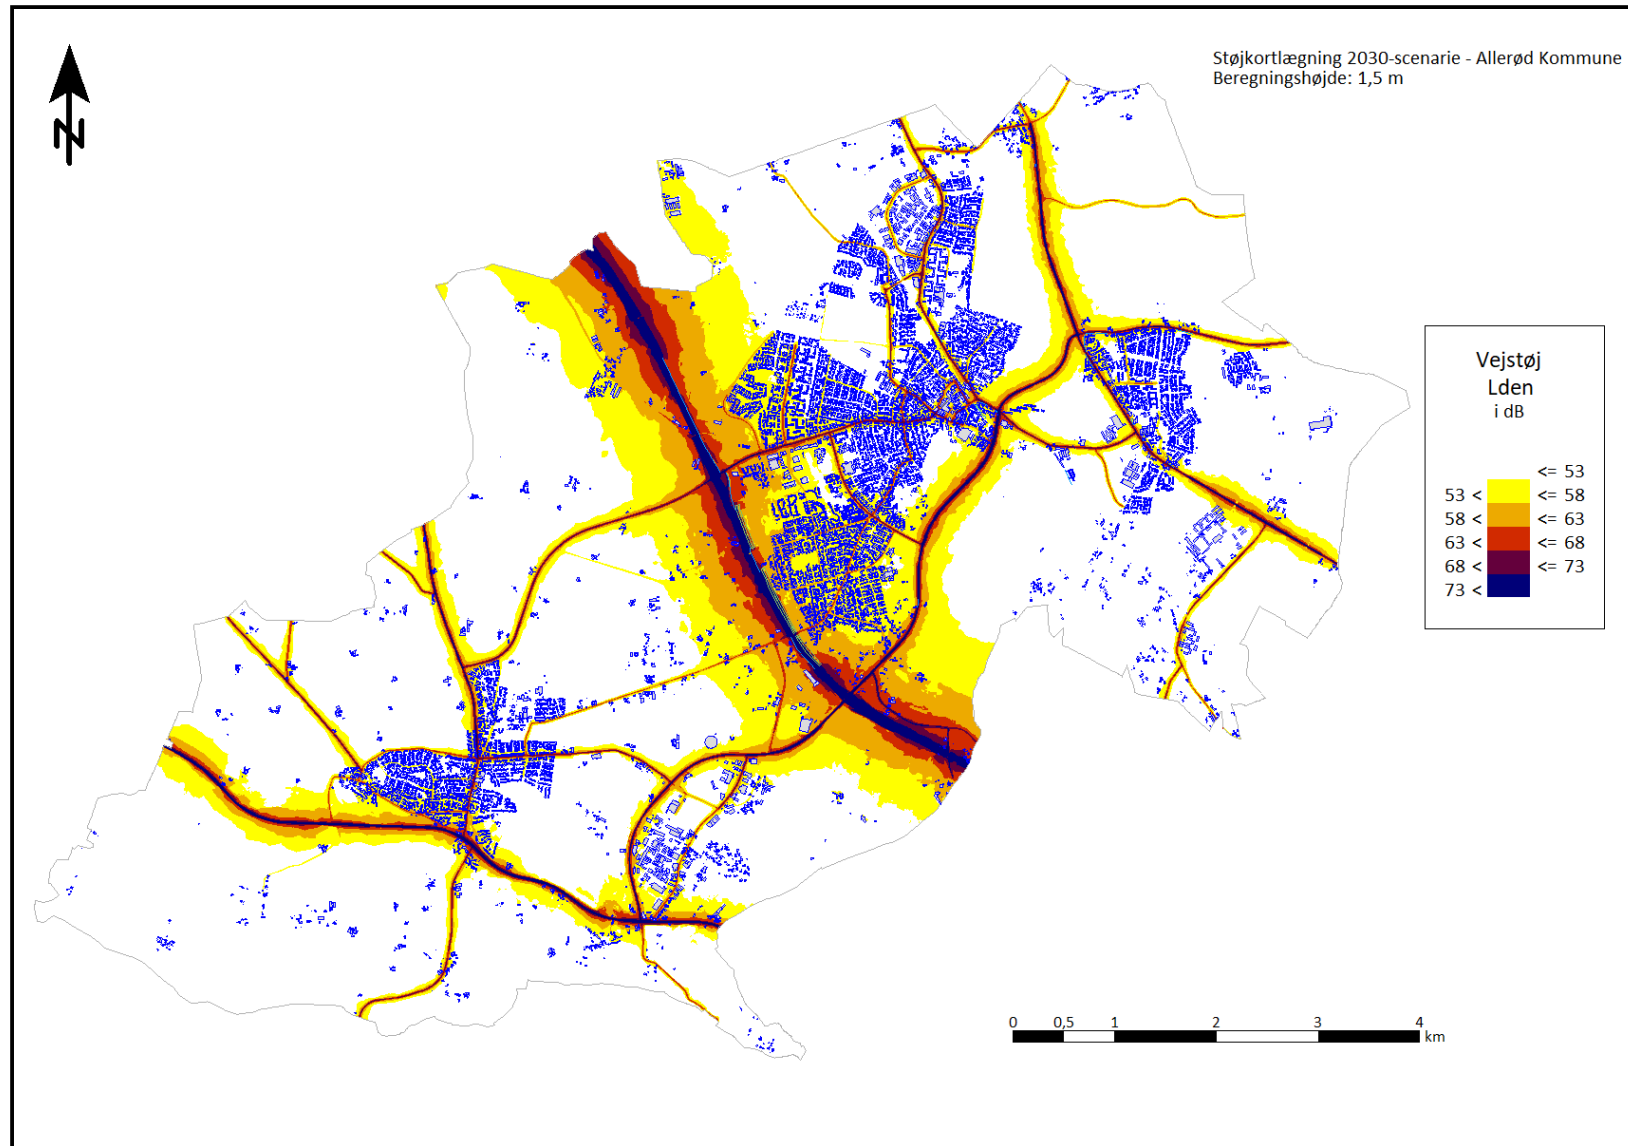 Støjkortlægning 2030-scenarie - Allerød Kommune
Beregningshøjde: 1,5 m
N
Vejstøj
Lden
i dB
<= 53
53 < <= 58
58 < <= 63
63 < <= 68
68 < <= 73
73 <
0 0,5 1 2 3 4
km